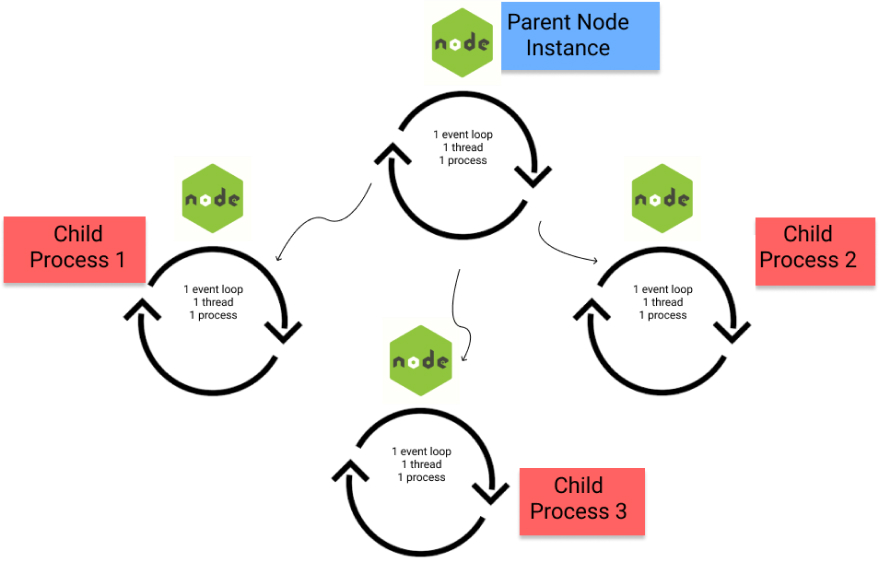 node
Parent Node
Instance
1 event loop
1 thread
1 process
node
Child
Process 1
1 event loop
1 thread
1 process
node
Child
Process 2
1 event loop
1 thread
1 process
node
1 event loop
1 thread
1 process
Child
Process 3